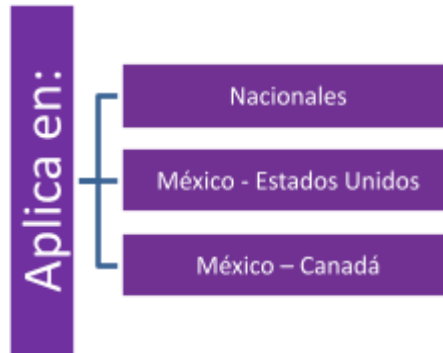 Aplica en:
Nacionales
México - Estados Unidos
México – Canadá